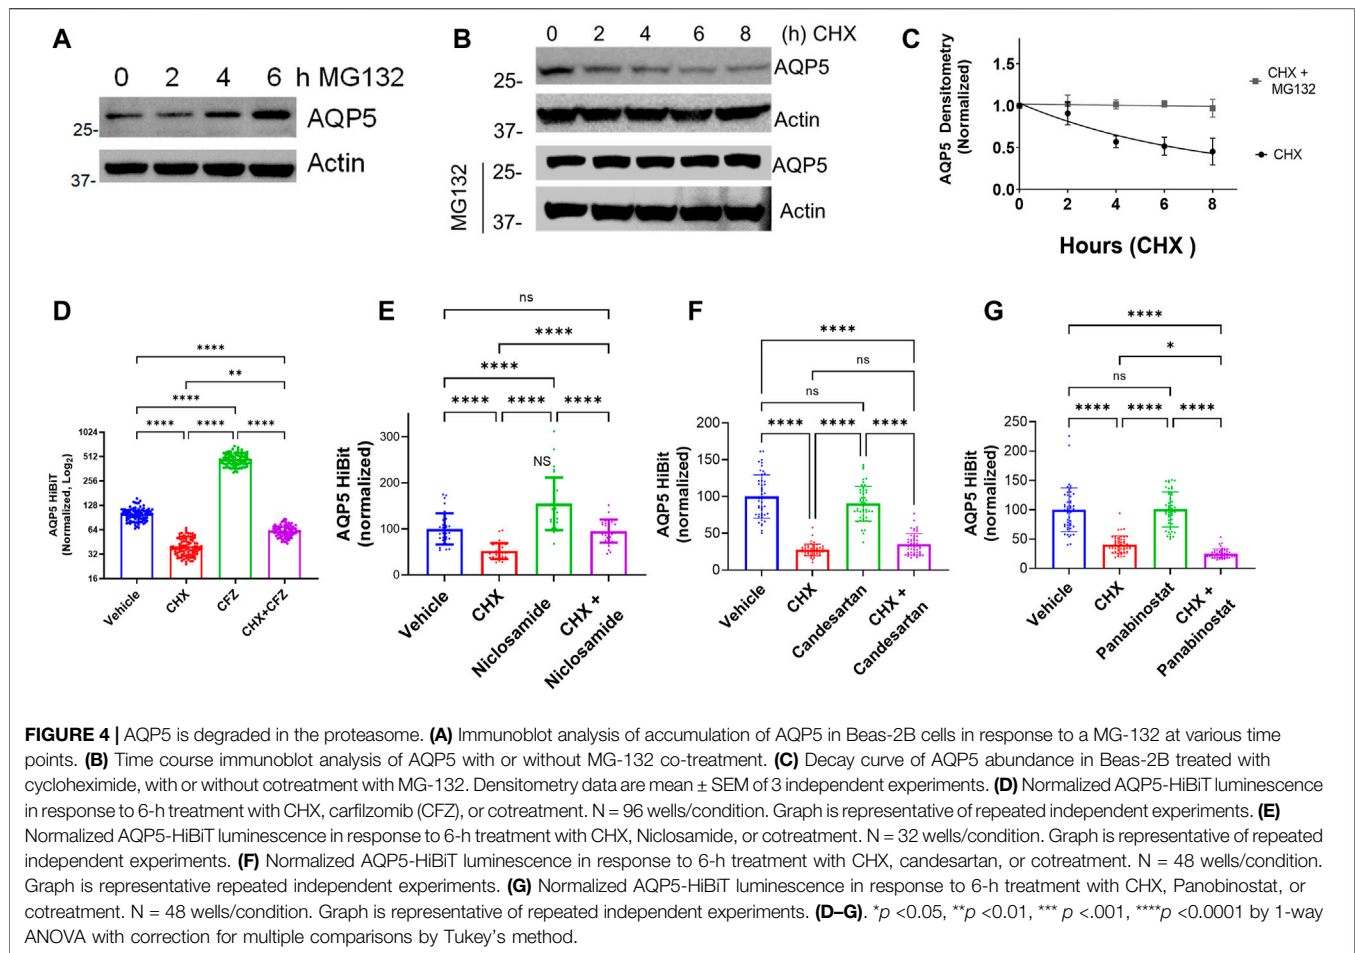 A
0 2 4 6 h MG132
AQP5
25-
Actin
37-
B
0 2 4 6 8 (h) CHX
AQP5
25-
Actin
37-
MG132
AQP5
25-
Actin
37-
C
AQP5 Densitometry
(Normalized)
1.5
1.0
0.5
0.0
0 2 4 6 8
Hours (CHX )
CHX +
MG132
CHX
D
****
**
****
**** **** ****
AQP5 HiBiT
(Normalized, Log2)
1024
512
256
128
64
32
16
Vehicle
CHX
CFZ
CHX+CFZ
E
ns
****
****
**** **** ****
NS
AQP5 HiBit
(normalized)
300
200
100
0
Vehicle
CHX
Niclosamide
CHX +
Niclosamide
F
****
ns
ns
**** **** ****
AQP5 HiBit
(normalized)
200
150
100
50
0
Vehicle
CHX
Candesartan
CHX +
Candesartan
G
****
*
ns
**** **** ****
AQP5 HiBit
(normalized)
250
200
150
100
50
0
Vehicle
CHX
Panabinostat
CHX +
Panabinostat
FIGURE 4 | AQP5 is degraded in the proteasome. (A) Immunoblot analysis of accumulation of AQP5 in Beas-2B cells in response to a MG-132 at various time
points. (B) Time course immunoblot analysis of AQP5 with or without MG-132 co-treatment. (C) Decay curve of AQP5 abundance in Beas-2B treated with
cycloheximide, with or without cotreatment with MG-132. Densitometry data are mean ± SEM of 3 independent experiments. (D) Normalized AQP5-HiBiT luminescence
in response to 6-h treatment with CHX, carfilzomib (CFZ), or cotreatment. N = 96 wells/condition. Graph is representative of repeated independent experiments. (E)
Normalized AQP5-HiBiT luminescence in response to 6-h treatment with CHX, Niclosamide, or cotreatment. N = 32 wells/condition. Graph is representative of repeated
independent experiments. (F) Normalized AQP5-HiBiT luminescence in response to 6-h treatment with CHX, candesartan, or cotreatment. N = 48 wells/condition.
Graph is representative repeated independent experiments. (G) Normalized AQP5-HiBiT luminescence in response to 6-h treatment with CHX, Panobinostat, or
cotreatment. N = 48 wells/condition. Graph is representative of repeated independent experiments. (D–G). *p <0.05, **p <0.01, *** p <.001, ****p <0.0001 by 1-way
ANOVA with correction for multiple comparisons by Tukey's method.